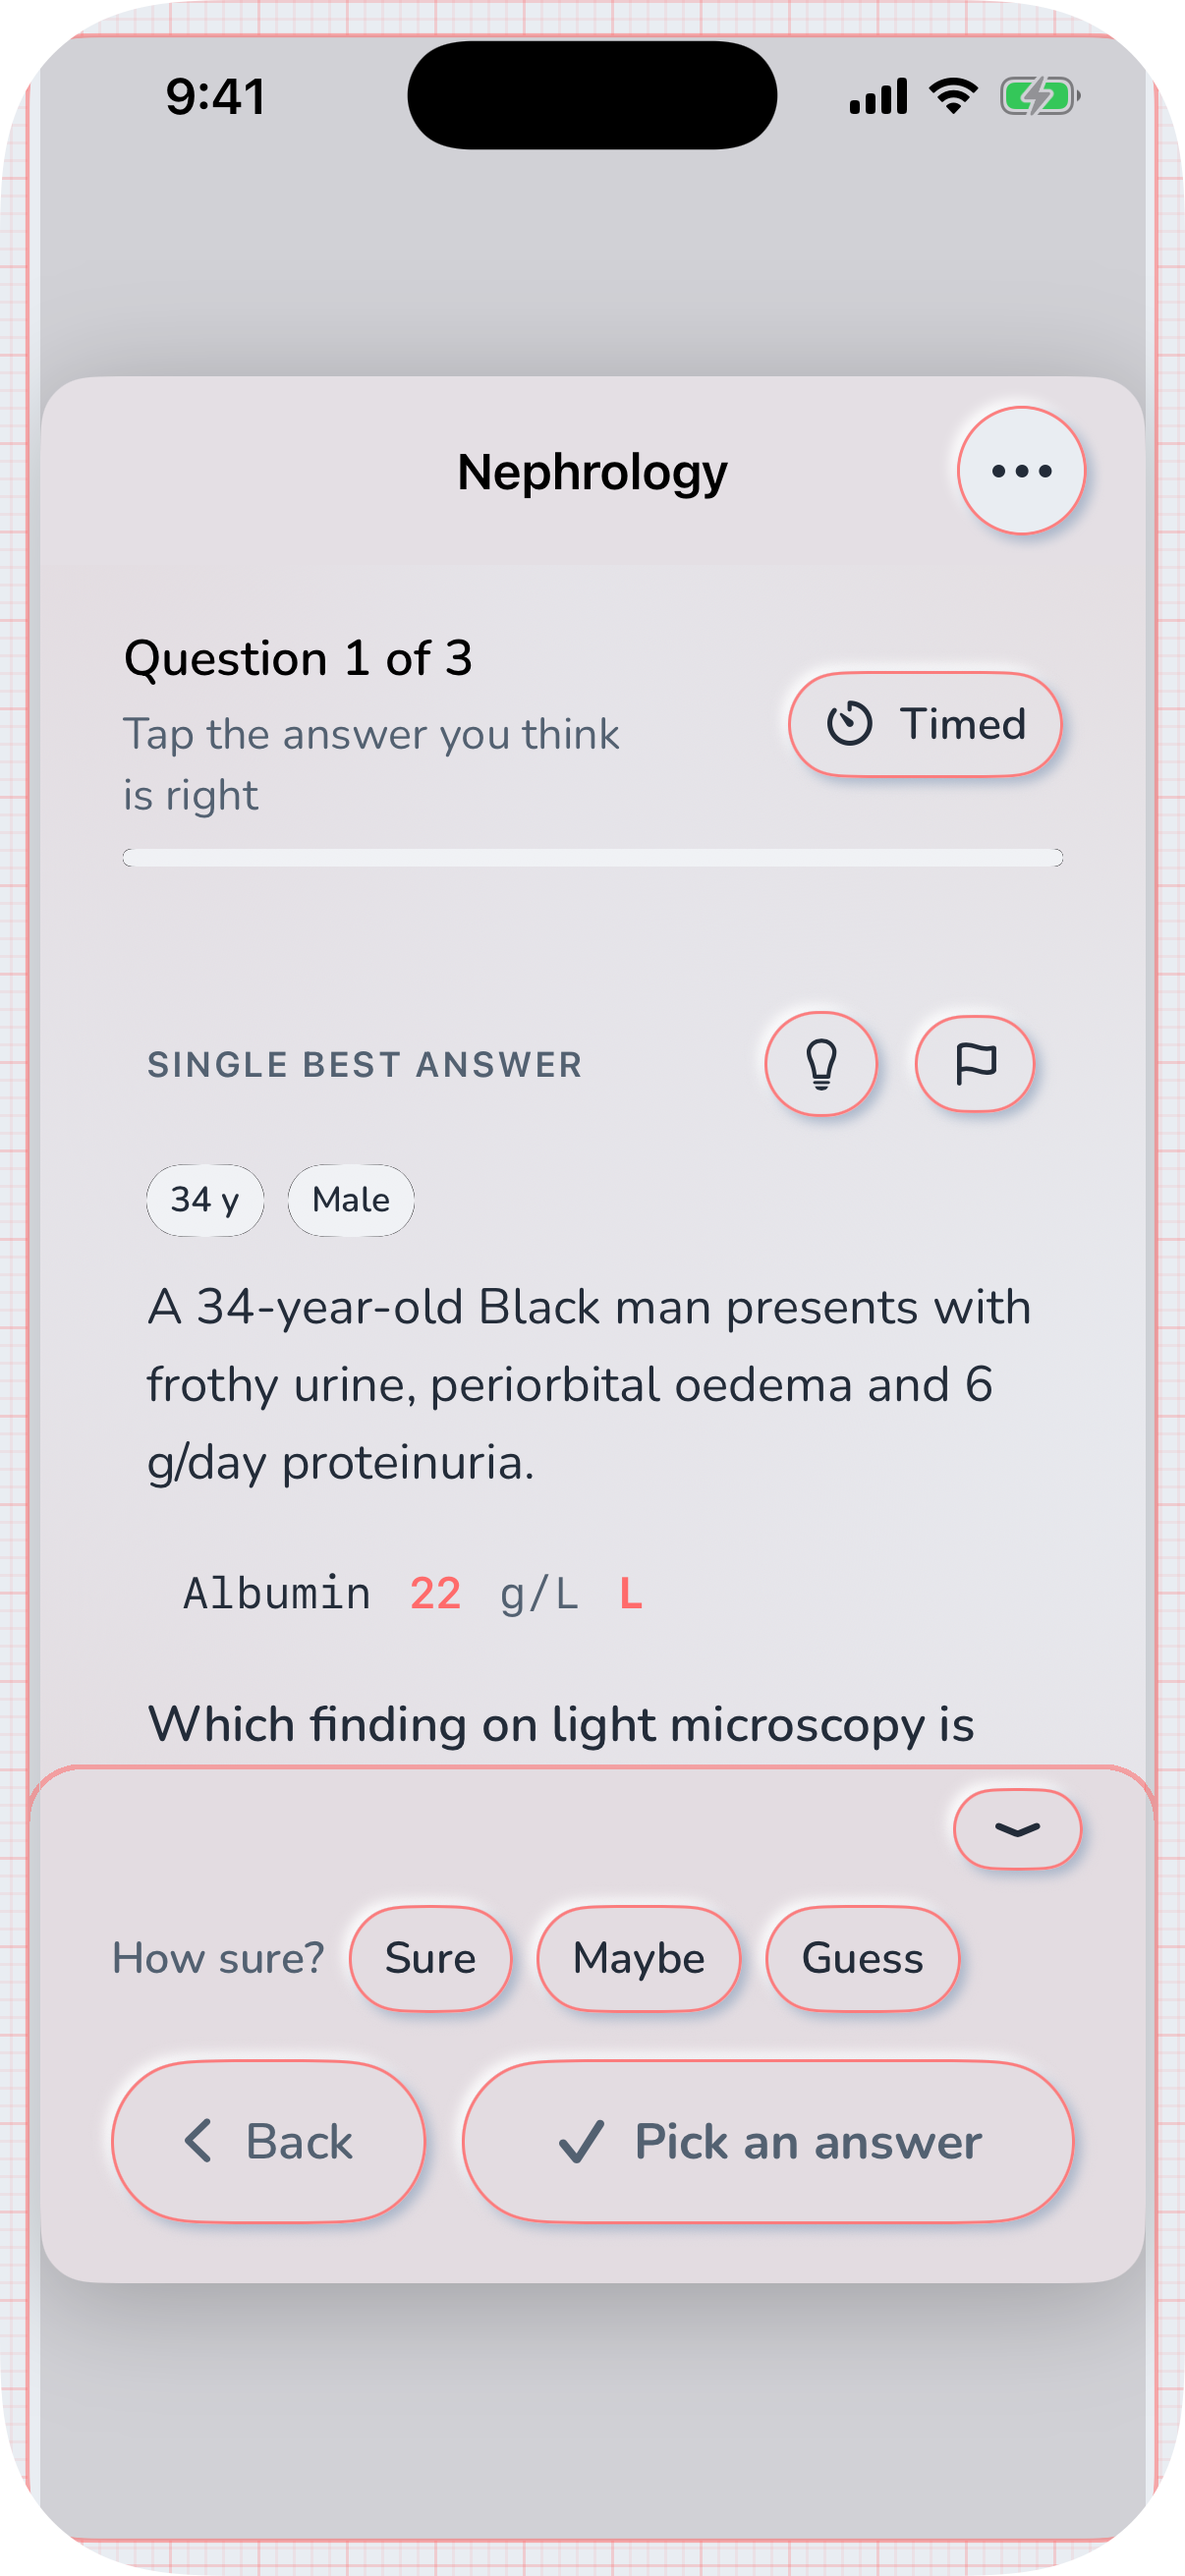 9:41
Nephrology
Question 1 of 3
Tap the answer you think
is right
Timed
SINGLE BEST ANSWER
34 y
Male
A 34-year-old Black man presents with
frothy urine, periorbital oedema and 6
g/day proteinuria.
Albumin 22 g/L L
Which finding on light microscopy is
How sure? Sure Maybe Guess
Back
Pick an answer